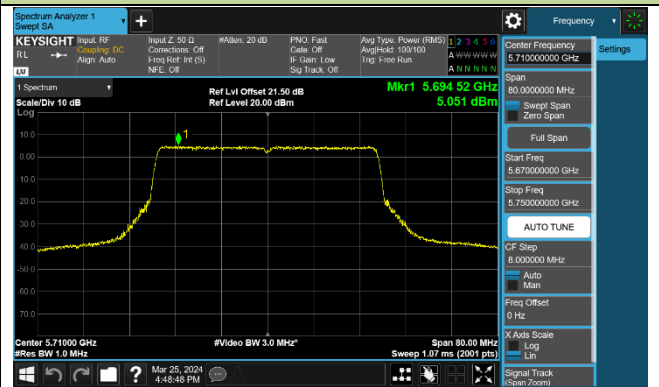 Spectrum Analyzer 1
Swept SA
Frequency
KEYSIGHT
RL
LXI
Input: RF
Coupling: DC
Align: Auto
Input Z: 50 Ω
Corrections: Off
Freq Ref: Int (S)
NFE: Off
#Atten: 20 dB
PNO: Fast
Gate: Off
IF Gain: Low
Sig Track: Off
Avg Type: Power (RMS)
Avg|Hold: 100/100
Trig: Free Run
1 2 3 4 5 6
A W W W W W
A N N N N N
1 Spectrum
Scale/Div 10 dB
Log
Ref Lvl Offset 21.50 dB
Ref Level 20.00 dBm
Mkr1 5.694 52 GHz
5.051 dBm
1
10.0
0.00
-10.0
-20.0
-30.0
-40.0
-50.0
-60.0
-70.0
Center 5.71000 GHz
#Res BW 1.0 MHz
#Video BW 3.0 MHz*
Span 80.00 MHz
Sweep 1.07 ms (2001 pts)
Mar 25, 2024
4:48:48 PM
?
Center Frequency
5.710000000 GHz
Settings
Span
80.0000000 MHz
Swept Span
Zero Span
Full Span
Start Freq
5.670000000 GHz
Stop Freq
5.750000000 GHz
AUTO TUNE
CF Step
8.000000 MHz
Auto
Man
Freq Offset
0 Hz
X Axis Scale
Log
Lin
Signal Track
(Span Zoom)